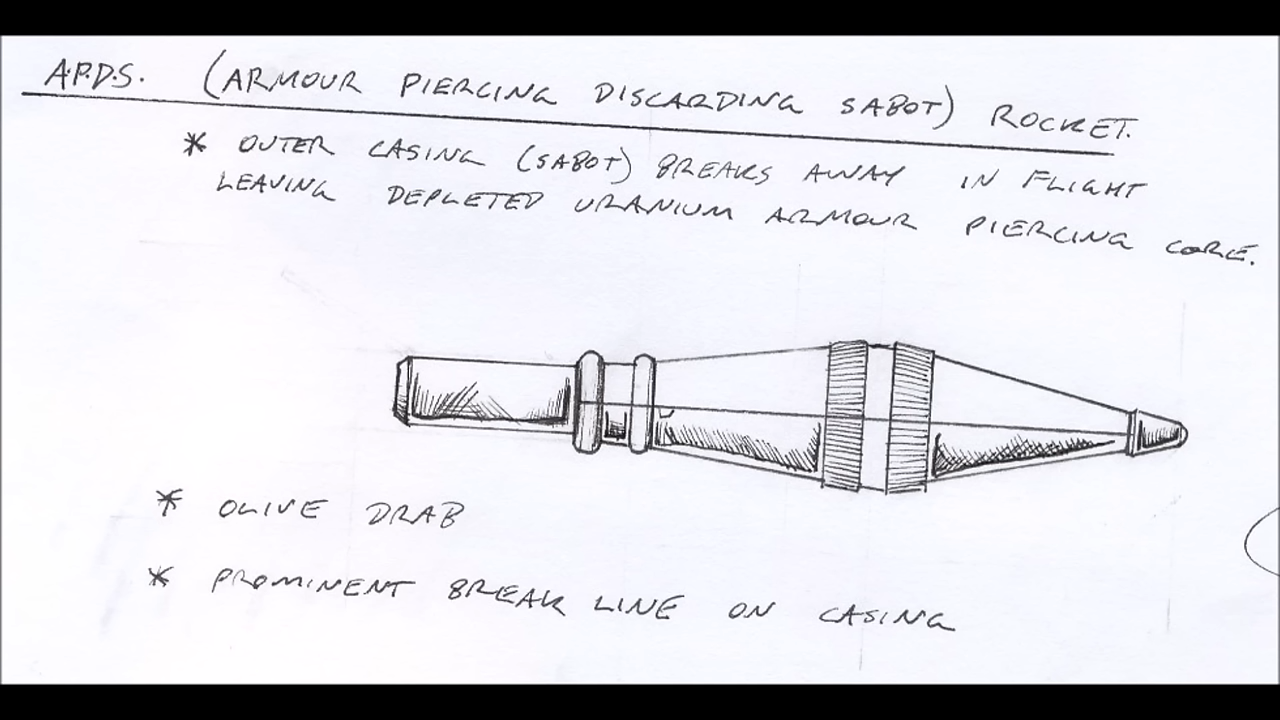 A.P.D.S. (ARMOUR PIERCING DISCARDING SABOT) ROCKET.
* OUTER CASING (SABOT) BREAKS AWAY IN FLIGHT
LEAVING DEPLETED URANIUM ARMOUR PIERCING CORE.
* OLIVE DRAB
* PROMINENT BREAK LINE ON CASING